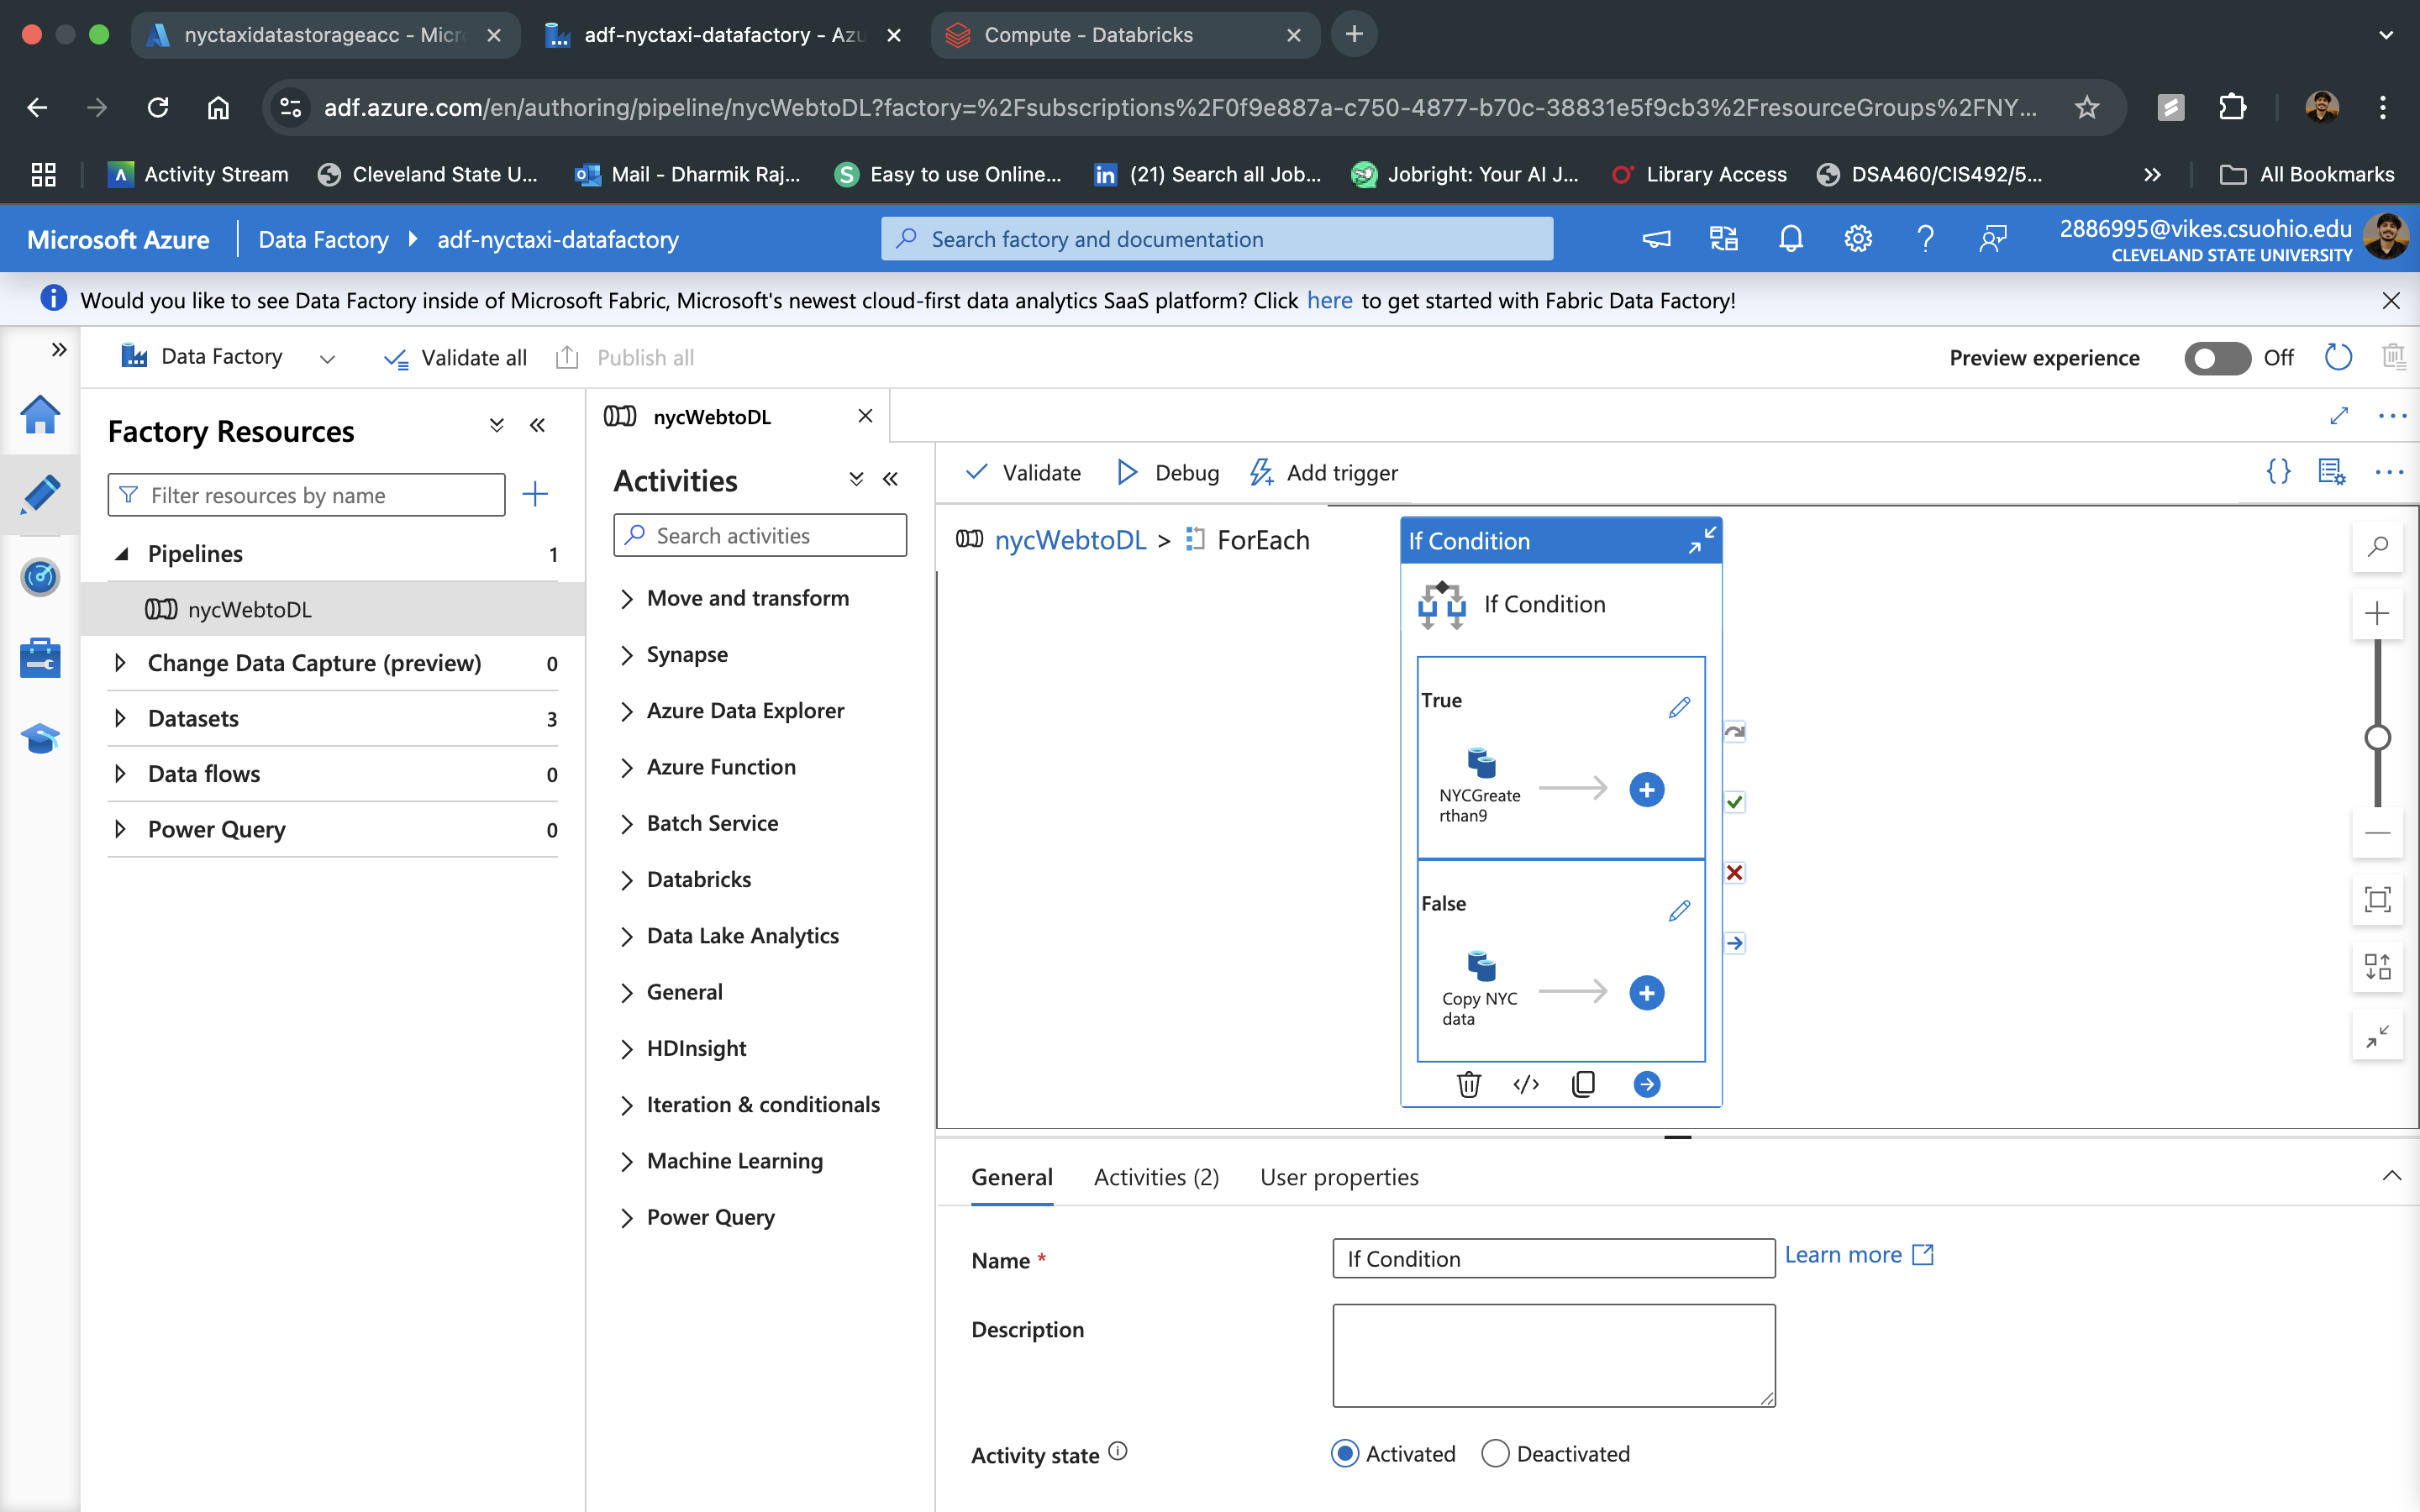 nyctaxidatastorageacc - Micr
adf-nyctaxi-datafactory - Azu
Compute - Databricks
adf.azure.com/en/authoring/pipeline/nycWebtoDL?factory=%2Fsubscriptions%2F0f9e887a-c750-4877-b70c-38831e5f9cb3%2FresourceGroups%2FNY...
Activity Stream
Cleveland State U...
Mail - Dharmik Raj...
Easy to use Online...
(21) Search all Job...
Jobright: Your AI J...
Library Access
DSA460/CIS492/5...
All Bookmarks
Microsoft Azure
Data Factory
adf-nyctaxi-datafactory
Search factory and documentation
2886995@vikes.csuohio.edu
CLEVELAND STATE UNIVERSITY
Would you like to see Data Factory inside of Microsoft Fabric, Microsoft's newest cloud-first data analytics SaaS platform? Click here to get started with Fabric Data Factory!
Data Factory
Validate all
Publish all
Preview experience
Off
Factory Resources
Filter resources by name
Pipelines 1
nycWebtoDL
Change Data Capture (preview) 0
Datasets 3
Data flows 0
Power Query 0
nycWebtoDL
Activities
Search activities
Move and transform
Synapse
Azure Data Explorer
Azure Function
Batch Service
Databricks
Data Lake Analytics
General
HDInsight
Iteration & conditionals
Machine Learning
Power Query
Validate
Debug
Add trigger
nycWebtoDL > ForEach
If Condition
If Condition
True
NYCGreate
rthan9
False
Copy NYC
data
General
Activities (2)
User properties
Name *
If Condition
Learn more
Description
Activity state
Activated
Deactivated